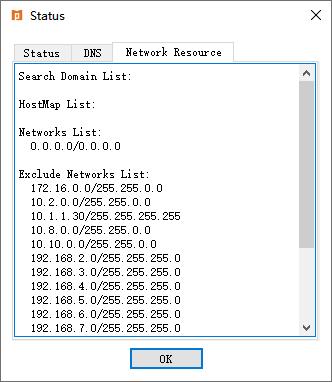 Status
Status
DNS
Network Resource
Search Domain List:
HostMap List:
Networks List:
0.0.0.0/0.0.0.0
Exclude Networks List:
172.16.0.0/255.255.0.0
10.2.0.0/255.255.0.0
10.1.1.30/255.255.255.255
10.8.0.0/255.255.0.0
10.10.0.0/255.255.0.0
192.168.2.0/255.255.255.0
192.168.3.0/255.255.255.0
192.168.4.0/255.255.255.0
192.168.5.0/255.255.255.0
192.168.6.0/255.255.255.0
192.168.7.0/255.255.255.0
OK